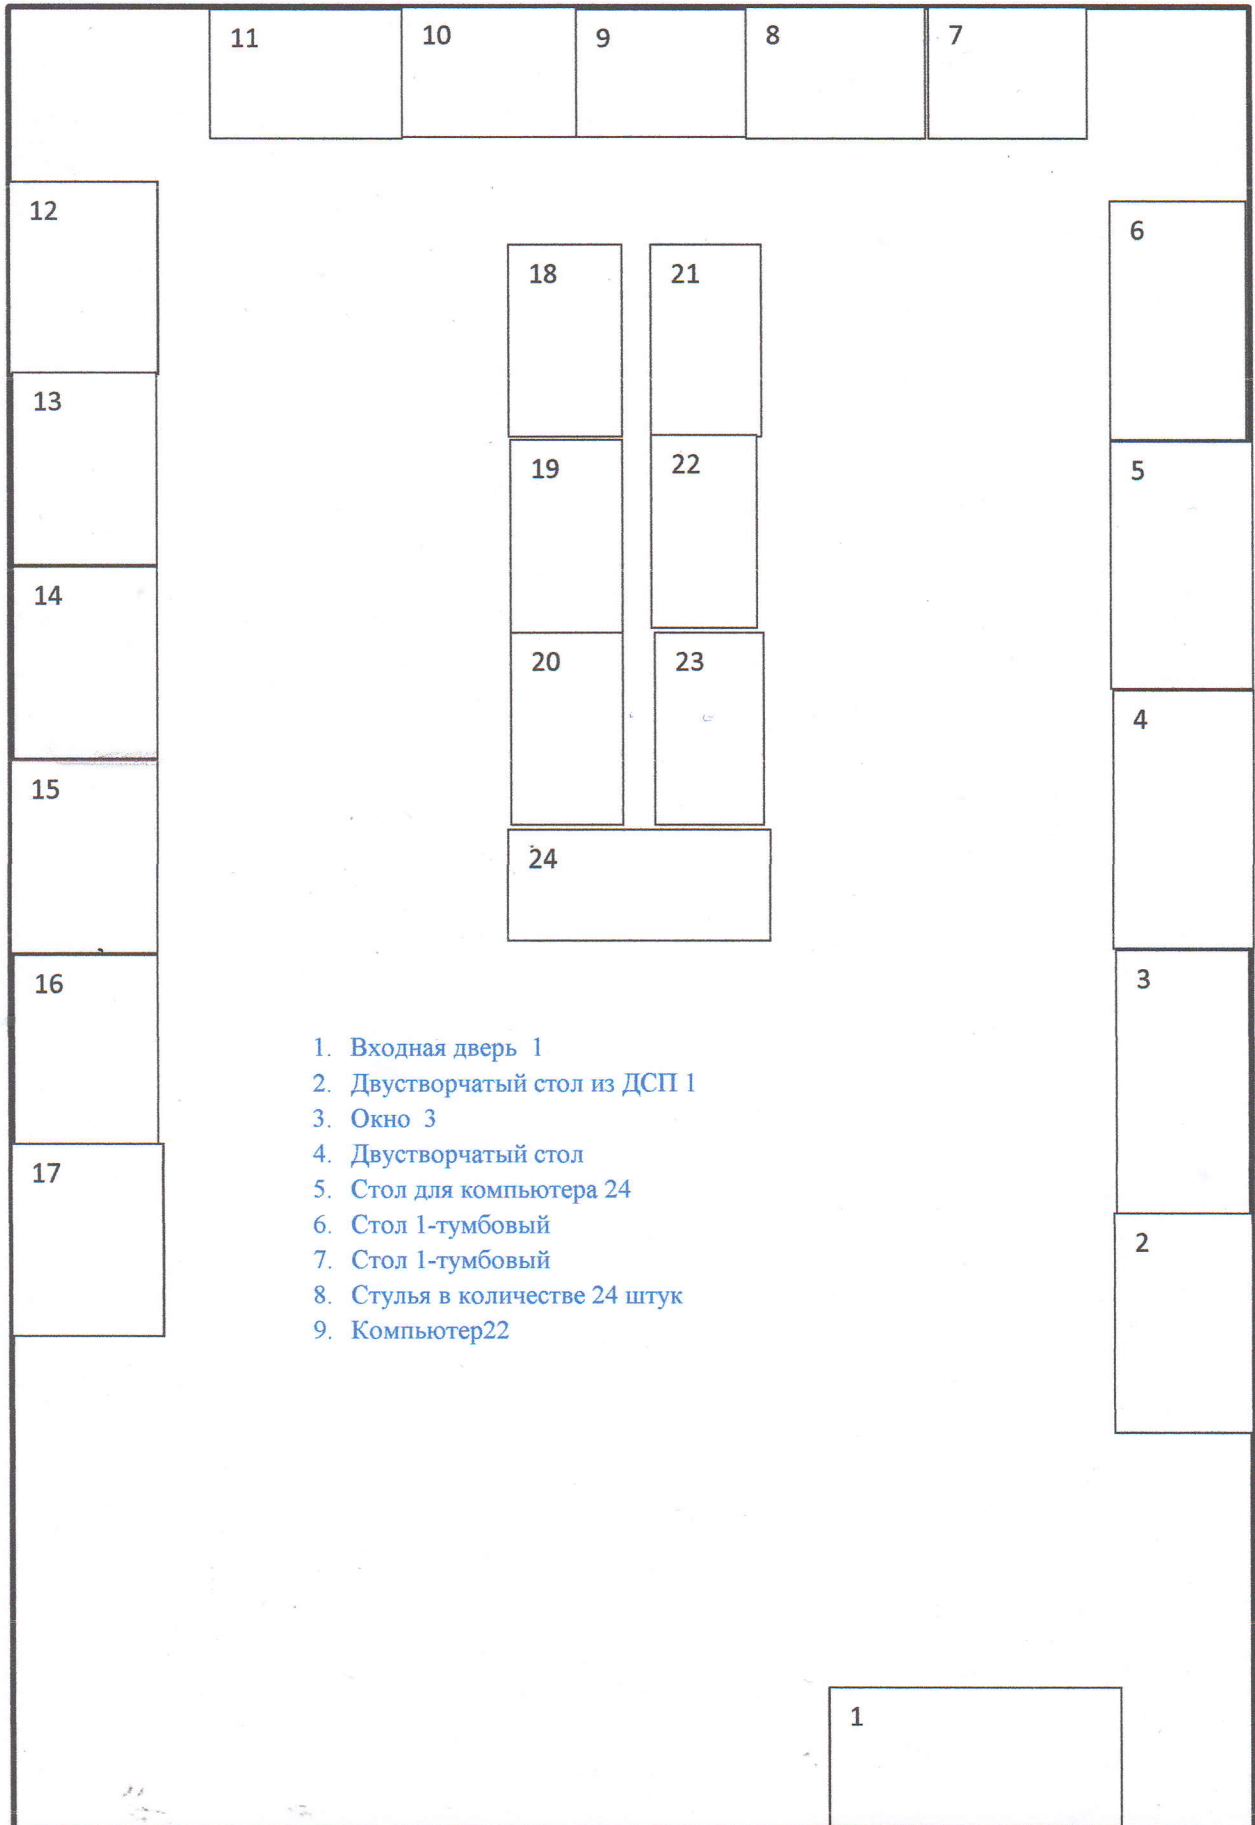 11 10 9 8 7
12
6
18 21
13
19 22
5
14
20 23
4
15
24
16
3
1. Входная дверь 1
2. Двустворчатый стол из ДСП 1
3. Окно 3
4. Двустворчатый стол
17
5. Стол для компьютера 24
6. Стол 1-тумбовый
2
7. Стол 1-тумбовый
8. Стулья в количестве 24 штук
9. Компьютер22
1